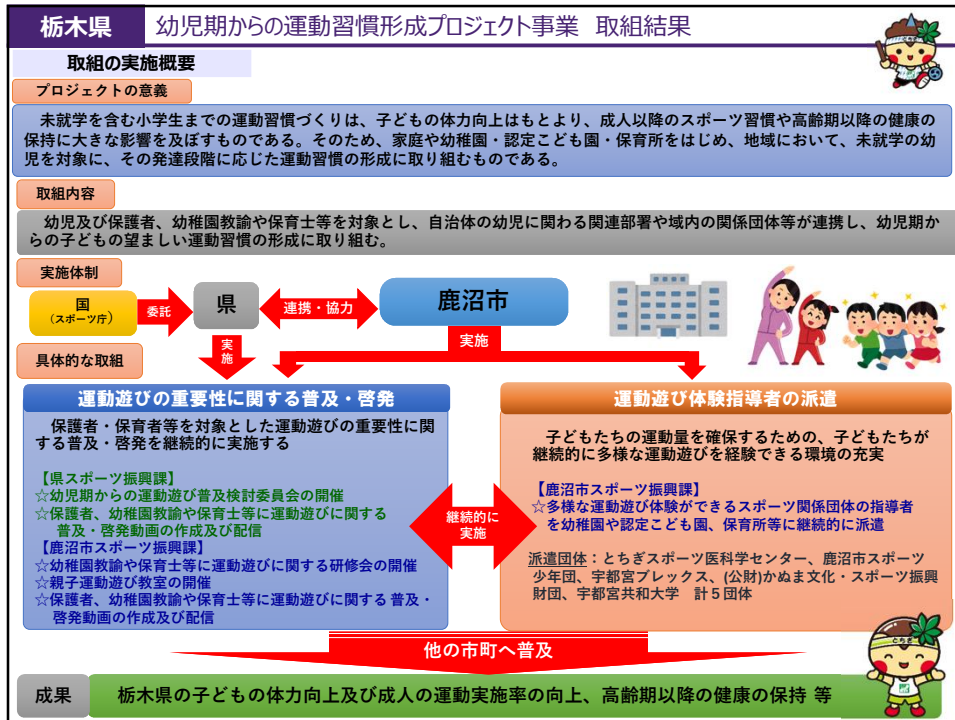 栃木県
幼児期からの運動習慣形成プロジェクト事業 取組結果
取組の実施概要
プロジェクトの意義
未就学を含む小学生までの運動習慣づくりは、子どもの体力向上はもとより、成人以降のスポーツ習慣や高齢期以降の健康の
保持に大きな影響を及ぼすものである。そのため、家庭や幼稚園・認定こども園・保育所をはじめ、地域において、未就学の幼
児を対象に、その発達段階に応じた運動習慣の形成に取り組むものである。
取組内容
幼児及び保護者、幼稚園教諭や保育士等を対象とし、自治体の幼児に関わる関連部署や域内の関係団体等が連携し、幼児期か
らの子どもの望ましい運動習慣の形成に取り組む。
実施体制
国
（スポーツ庁）
委託
県
連携・協力
鹿沼市
実施
実施
具体的な取組
運動遊びの重要性に関する普及・啓発
保護者・保育者等を対象とした運動遊びの重要性に関
する普及・啓発を継続的に実施する
【県スポーツ振興課】
☆幼児期からの運動遊び普及検討委員会の開催
☆保護者、幼稚園教諭や保育士等に運動遊びに関する
普及・啓発動画の作成及び配信
【鹿沼市スポーツ振興課】
☆幼稚園教諭や保育士等に運動遊びに関する研修会の開催
☆親子運動遊び教室の開催
☆保護者、幼稚園教諭や保育士等に運動遊びに関する 普及・
啓発動画の作成及び配信
継続的に
実施
運動遊び体験指導者の派遣
子どもたちの運動量を確保するための、子どもたちが
継続的に多様な運動遊びを経験できる環境の充実
【鹿沼市スポーツ振興課】
☆多様な運動遊び体験ができるスポーツ関係団体の指導者
を幼稚園や認定こども園、保育所等に継続的に派遣
派遣団体：とちぎスポーツ医科学センター、鹿沼市スポーツ
少年団、宇都宮ブレックス、(公財)かぬま文化・スポーツ振興
財団、宇都宮共和大学 計５団体
他の市町へ普及
成果
栃木県の子どもの体力向上及び成人の運動実施率の向上、高齢期以降の健康の保持 等